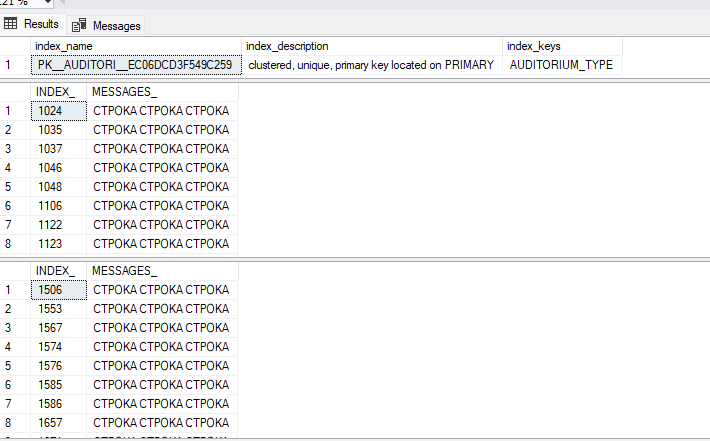 121 %
Results Messages
index_name index_description index_keys
1 PK__AUDITORI__EC06DCD3F549C259 clustered, unique, primary key located on PRIMARY AUDITORIUM_TYPE
INDEX_ MESSAGES_
1 1024 СТРОКА СТРОКА СТРОКА
2 1035 СТРОКА СТРОКА СТРОКА
3 1037 СТРОКА СТРОКА СТРОКА
4 1046 СТРОКА СТРОКА СТРОКА
5 1048 СТРОКА СТРОКА СТРОКА
6 1106 СТРОКА СТРОКА СТРОКА
7 1122 СТРОКА СТРОКА СТРОКА
8 1123 СТРОКА СТРОКА СТРОКА
INDEX_ MESSAGES_
1 1506 СТРОКА СТРОКА СТРОКА
2 1553 СТРОКА СТРОКА СТРОКА
3 1567 СТРОКА СТРОКА СТРОКА
4 1574 СТРОКА СТРОКА СТРОКА
5 1576 СТРОКА СТРОКА СТРОКА
6 1585 СТРОКА СТРОКА СТРОКА
7 1586 СТРОКА СТРОКА СТРОКА
8 1657 СТРОКА СТРОКА СТРОКА